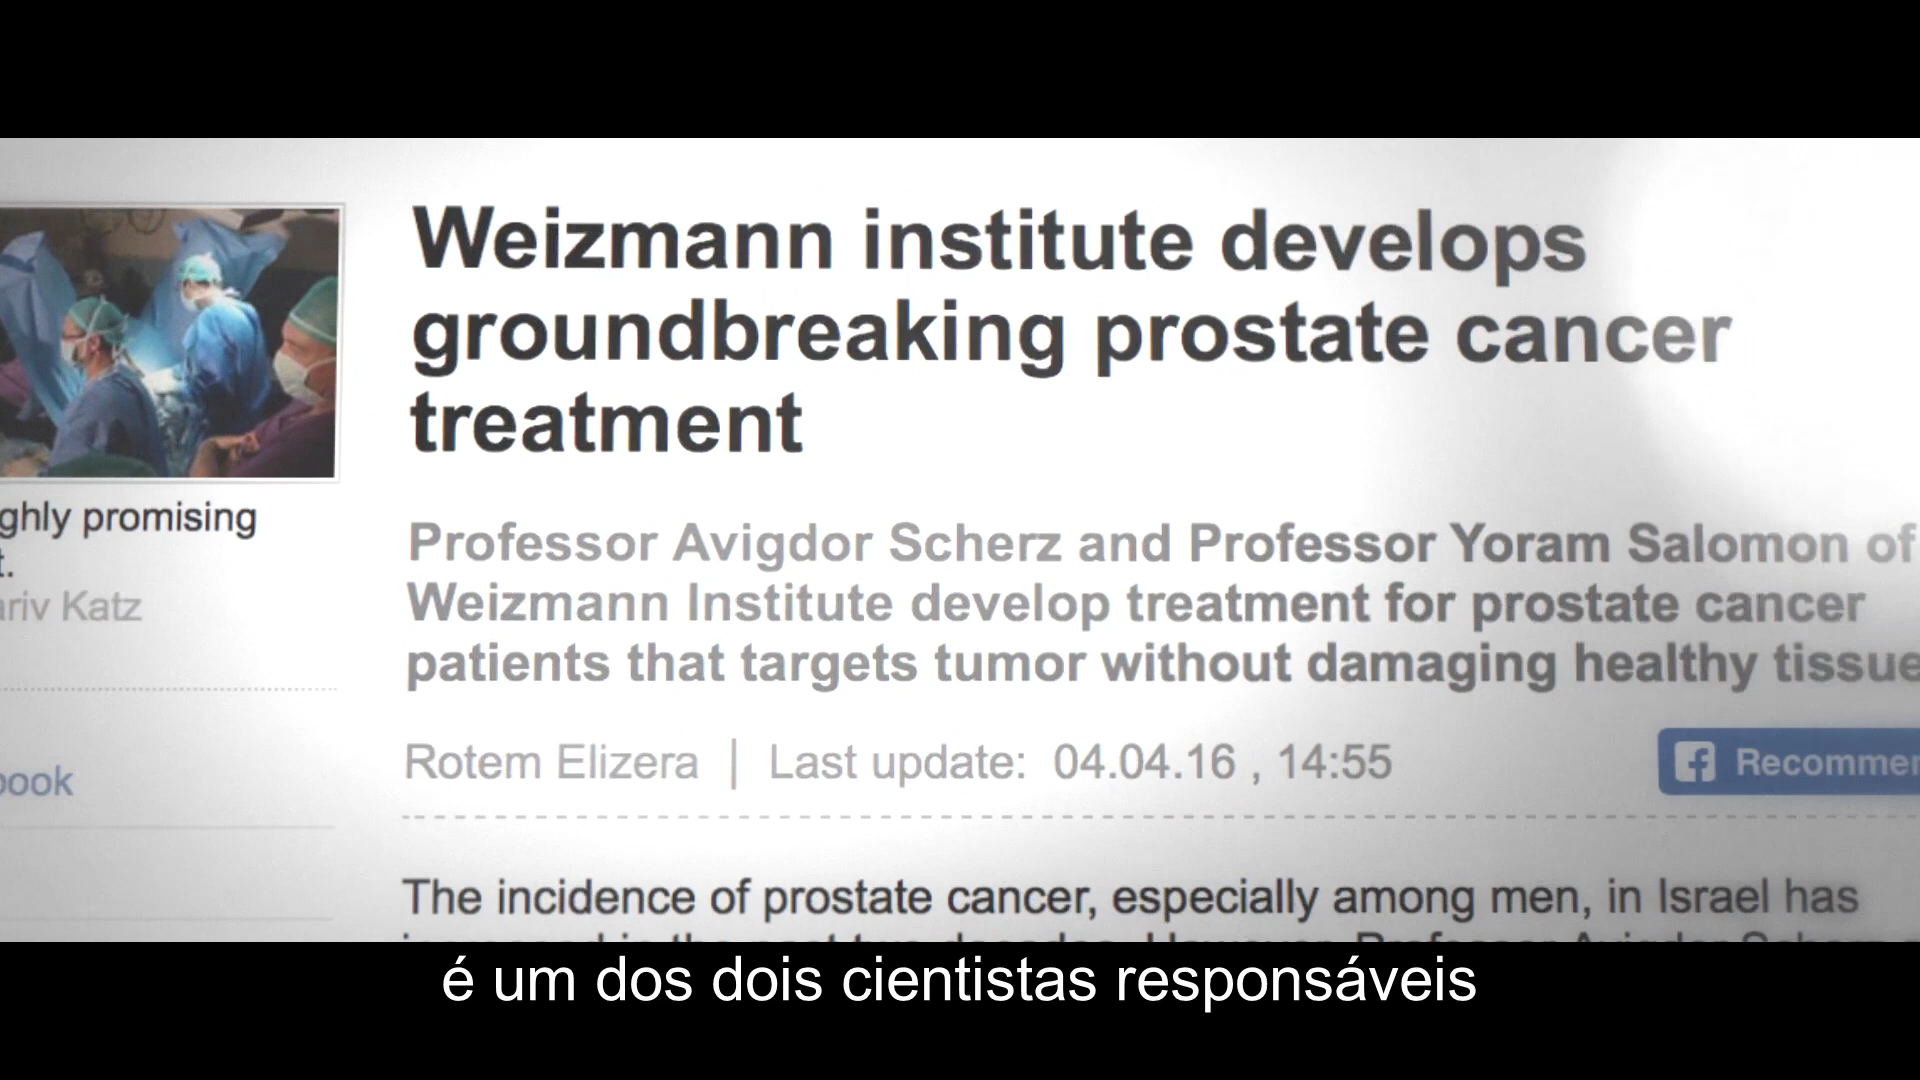 Weizmann institute develops
groundbreaking prostate cancer
treatment
ghly promising
t.
ariv Katz
book
Professor Avigdor Scherz and Professor Yoram Salomon of
Weizmann Institute develop treatment for prostate cancer
patients that targets tumor without damaging healthy tissue
Rotem Elizera | Last update: 04.04.16 , 14:55
Recommen
The incidence of prostate cancer, especially among men, in Israel has
é um dos dois cientistas responsáveis